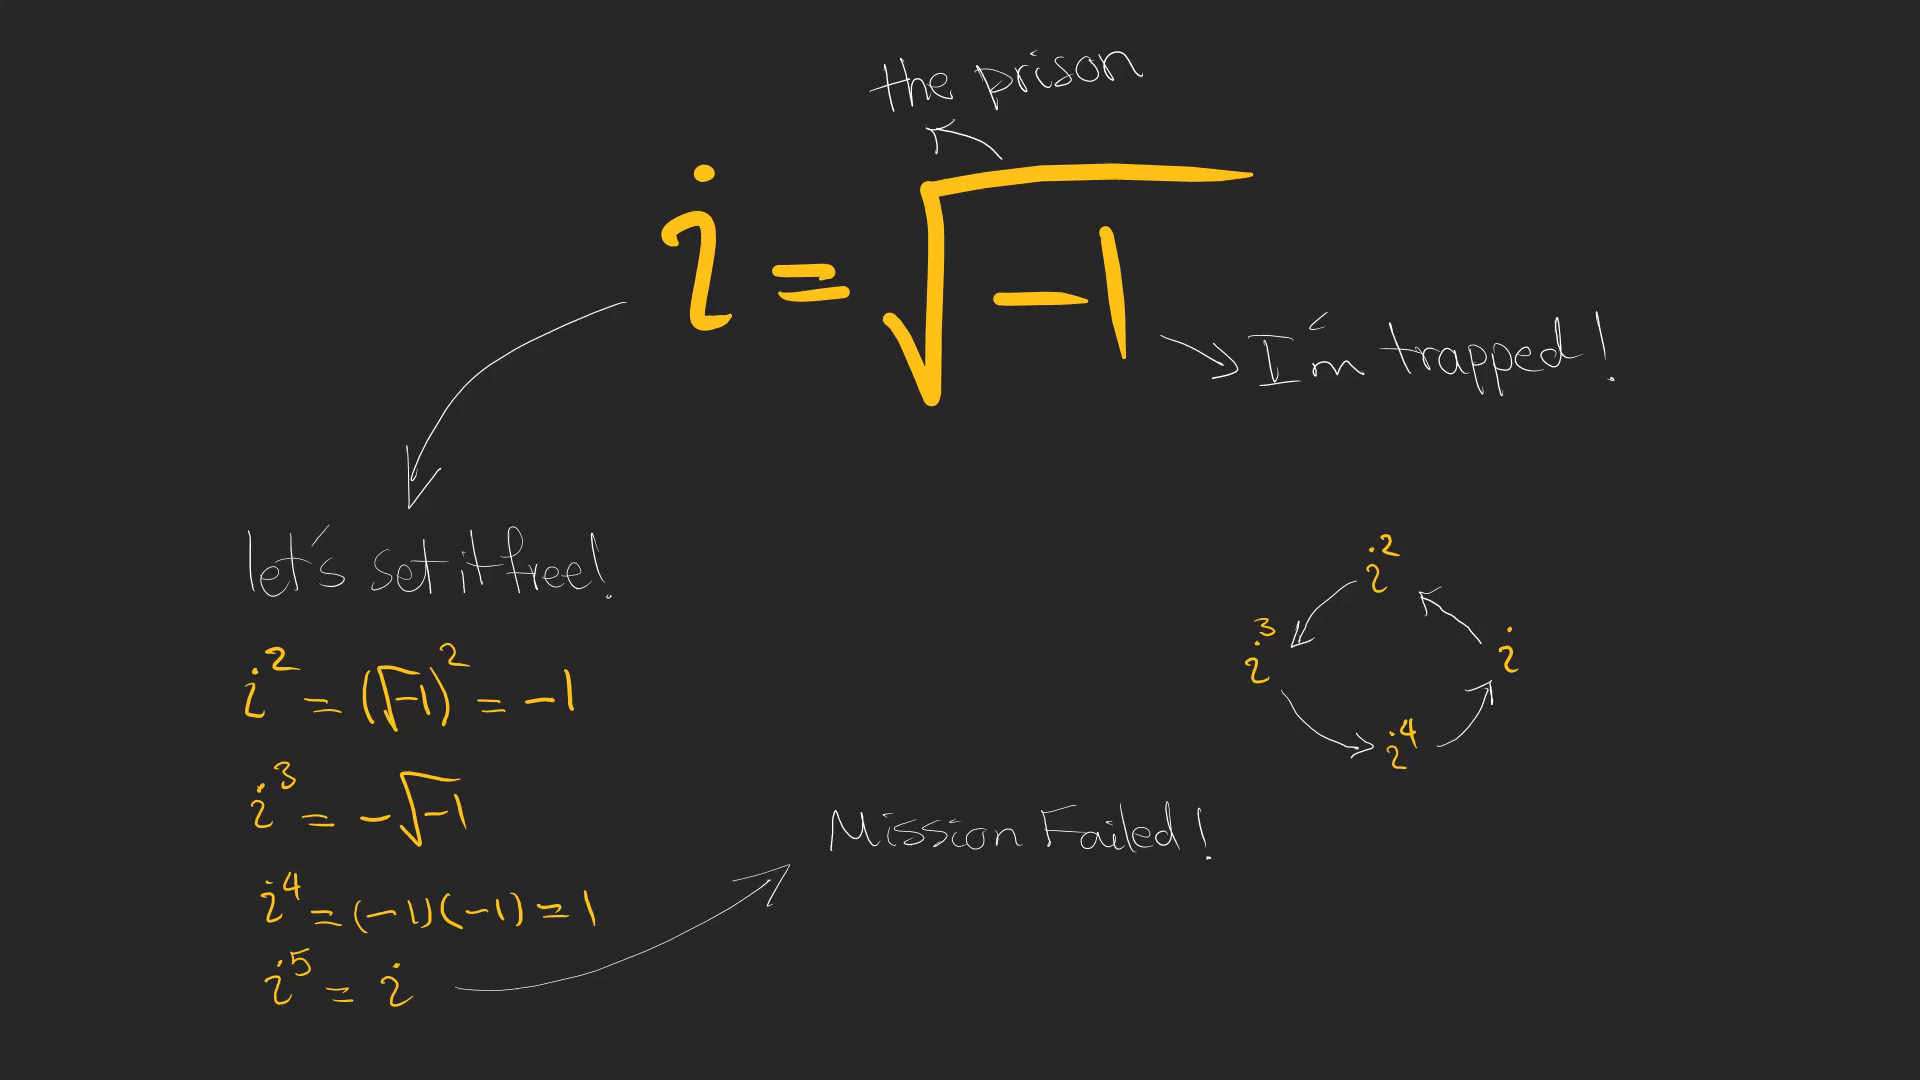 the prison
i = √-1
I'm trapped!
let's set it free!
i² = (√-1)² = -1
i³ = -√-1
i⁴ = (-1)(-1) = 1
i⁵ = i
Mission Failed!
i²
i³
i
i⁴